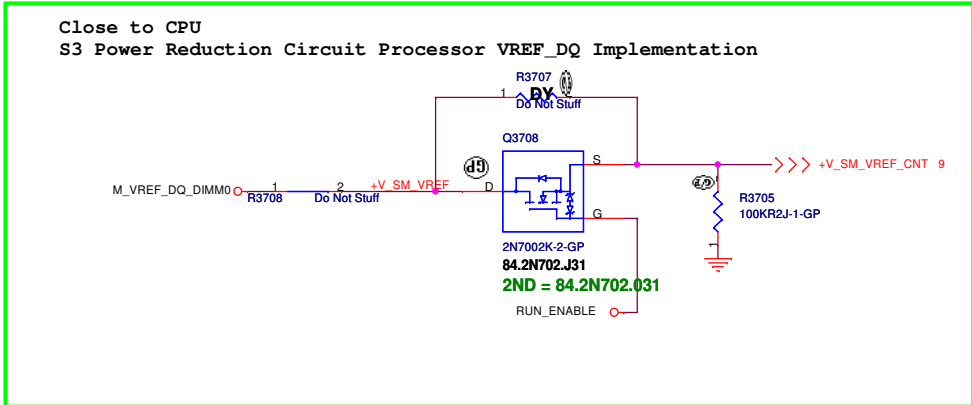 Close to CPU
S3 Power Reduction Circuit Processor VREF_DQ Implementation
R3707
1
DY
2
Do Not Stuff
Q3708
GP
S
+V_SM_VREF_CNT 9
M_VREF_DQ_DIMM0
1
2
+V_SM_VREF
D
R3708
Do Not Stuff
G
R3705
100KR2J-1-GP
1
2N7002K-2-GP
84.2N702.J31
2ND = 84.2N702.031
RUN_ENABLE